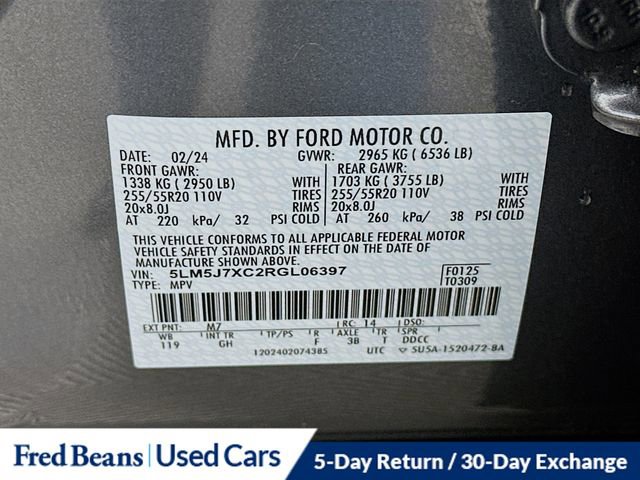 MFD. BY FORD MOTOR CO.
DATE: 02/24 GVWR: 2965 KG ( 6536 LB)
FRONT GAWR: REAR GAWR:
1338 KG ( 2950 LB) WITH 1703 KG ( 3755 LB) WITH
255/55R20 110V TIRES 255/55R20 110V TIRES
20x8.0J RIMS 20x8.0J RIMS
AT 220 kPa/ 32 PSI COLD AT 260 kPa/ 38 PSI COLD
THIS VEHICLE CONFORMS TO ALL APPLICABLE FEDERAL MOTOR
VEHICLE SAFETY STANDARDS IN EFFECT ON THE DATE OF
MANUFACTURE SHOWN ABOVE.
VIN: 5LM5J7XC2RGL06397 F0125
TYPE: MPV T0309
EXT PNT: M7 RC: 14 DSO:
WB INT TR TP/PS R AXLE TR SPR
119 GH F 3B T DDCC
1202402074385 UTC 5U5A-1520472-BA
Fred Beans Used Cars 5-Day Return / 30-Day Exchange